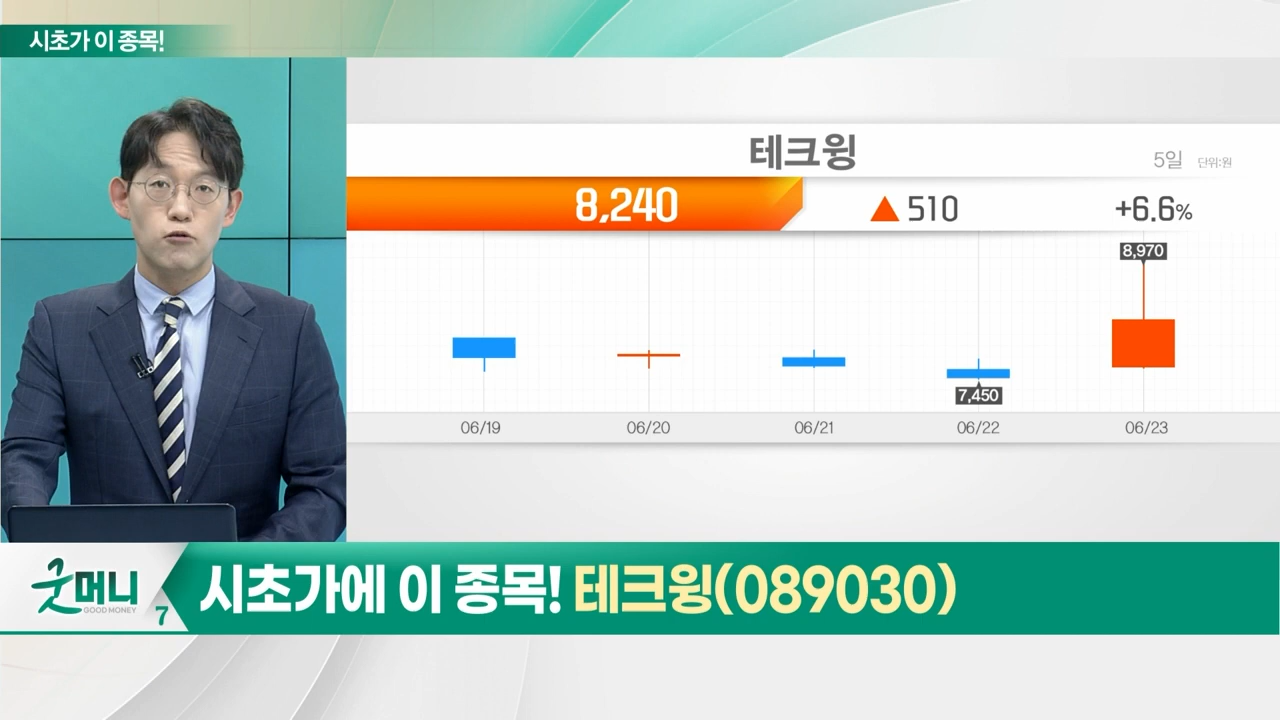 시초가 이 종목!
테크윙
5일 단위:원
8,240 ▲510 +6.6%
8,970
7,450
06/19 06/20 06/21 06/22 06/23
굿머니 7
GOOD MONEY
시초가에 이 종목! 테크윙(089030)